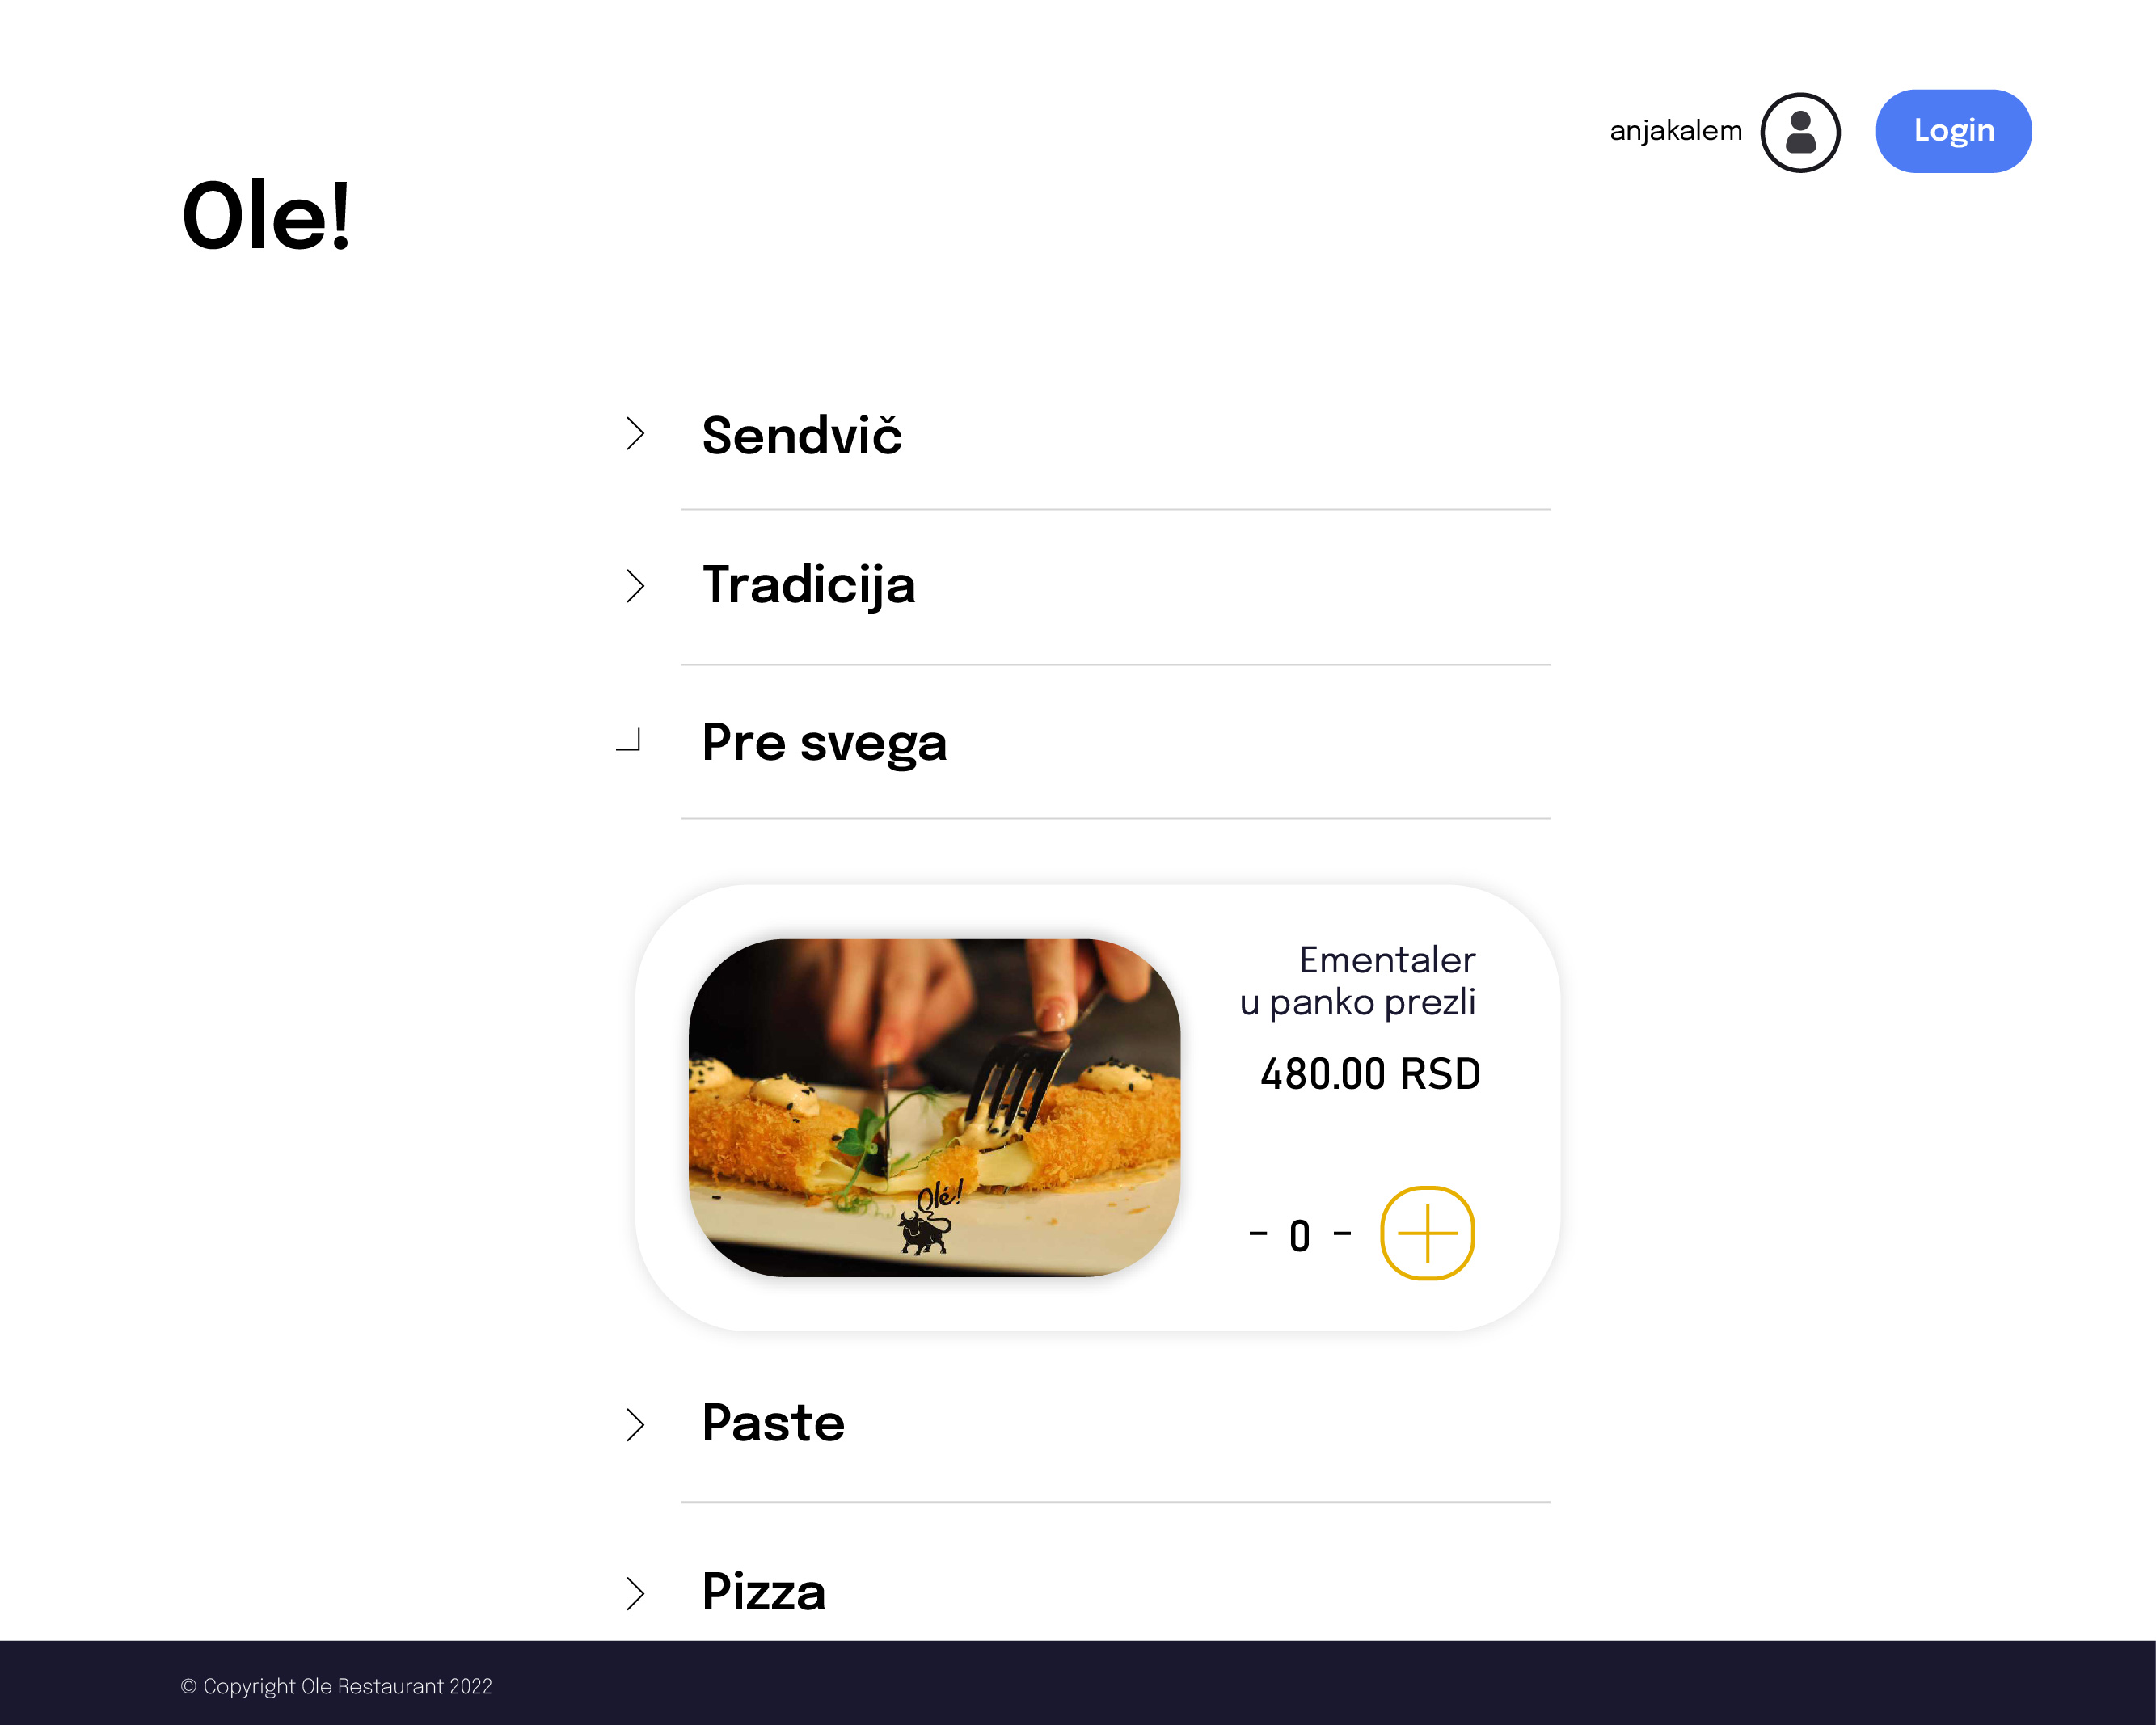 anjakalem
Login
Ole!
Sendvič
Tradicija
Pre svega
Ementaler
u panko prezli
480.00 RSD
- 0 -
Olé!
Paste
Pizza
© Copyright Ole Restaurant 2022